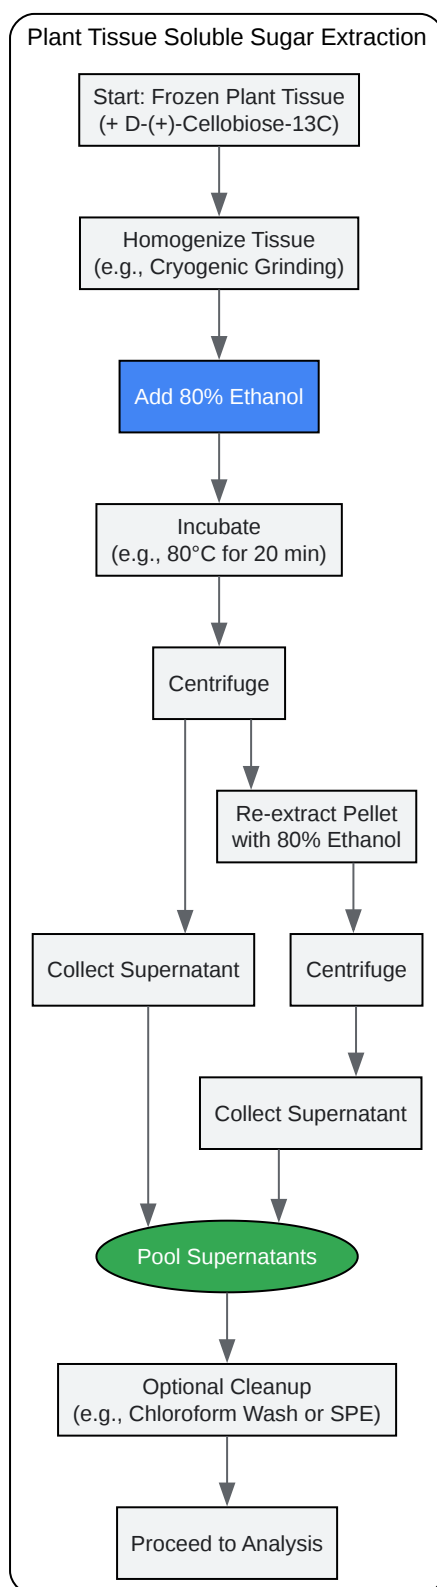 Plant Tissue Soluble Sugar Extraction
Start: Frozen Plant Tissue
(+ D-(+)-Cellobiose-13C)
Homogenize Tissue
(e.g., Cryogenic Grinding)
Add 80% Ethanol
Incubate
(e.g., 80°C for 20 min)
Centrifuge
Re-extract Pellet
with 80% Ethanol
Collect Supernatant
Centrifuge
Collect Supernatant
Pool Supernatants
Optional Cleanup
(e.g., Chloroform Wash or SPE)
Proceed to Analysis